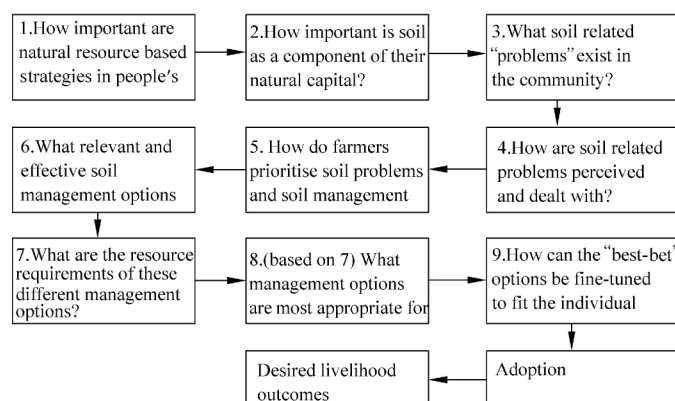 1.How important are
natural resource based
strategies in people's
2.How important is soil
as a component of their
natural capital?
3.What soil related
“problems” exist in
the community?
4.How are soil related
problems perceived
and dealt with?
5. How do farmers
prioritise soil problems
and soil management
6.What relevant and
effective soil
management options
7.What are the resource
requirements of these
different management
options?
8.(based on 7) What
management options
are most appropriate for
9.How can the “best-bet”
options be fine-tuned
to fit the individual
Adoption
Desired livelihood
outcomes